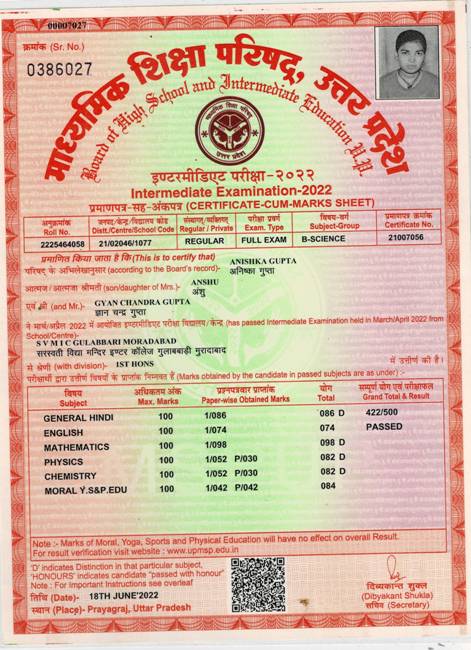 00007027
क्रमांक (Sr. No.)
0386027
माध्यमिक शिक्षा परिषद्, उत्तर प्रदेश
Board of High School and Intermediate Education U.P.
माध्यमिक शिक्षा परिषद्
उत्तर प्रदेश
इण्टरमीडिएट परीक्षा-२०२२
Intermediate Examination-2022
प्रमाणपत्र-सह-अंकपत्र (CERTIFICATE-CUM-MARKS SHEET)
अनुक्रमांक जनपद/केन्द्र/विद्यालय कोड संस्थागत/व्यक्तिगत परीक्षा प्रकार विषय-वर्ग प्रमाणपत्र क्रमांक
Roll No. Distt./Centre/School Code Regular / Private Exam. Type Subject-Group Certificate No.
2225464058 21/02046/1077 REGULAR FULL EXAM B-SCIENCE 21007056
प्रमाणित किया जाता है कि(This is to certify that) ANISHKA GUPTA
परिषद के अभिलेखानुसार (according to the Board's record)- अनिष्का गुप्ता
आत्मज / आत्मजा श्रीमती (son/daughter of Mrs.)- ANSHU
अंशु
एवं श्री (and Mr.)- GYAN CHANDRA GUPTA
ज्ञान चन्द्र गुप्ता
ने मार्च/अप्रैल 2022 में आयोजित इण्टरमीडिएट परीक्षा विद्यालय/केन्द्र (has passed Intermediate Examination held in March/April 2022 from
School/Centre)-
S V M I C GULABBARI MORADABAD
सरस्वती विद्या मन्दिर इण्टर कॉलेज गुलाबबाड़ी मुरादाबाद
से श्रेणी (with division)- 1ST HONS में उत्तीर्ण की है।
परीक्षार्थी द्वारा उत्तीर्ण विषयों के प्राप्तांक निम्नवत हैं (Marks obtained by the candidate in passed subjects are as under) :-
विषय अधिकतम अंक प्रश्नपत्रवार प्राप्तांक योग सम्पूर्ण योग एवं परीक्षाफल
Subject Max. Marks Paper-wise Obtained Marks Total Grand Total & Result
GENERAL HINDI 100 1/086 086 D 422/500
ENGLISH 100 1/074 074 PASSED
MATHEMATICS 100 1/098 098 D
PHYSICS 100 1/052 P/030 082 D
CHEMISTRY 100 1/052 P/030 082 D
MORAL Y.S&P.EDU 100 1/042 P/042 084
Note :- Marks of Moral, Yoga, Sports and Physical Education will have no effect on overall Result.
For result verification visit website : www.upmsp.edu.in
'D' indicates Distinction in that particular subject,
'HONOURS' indicates candidate "passed with honour"
Note : For Important Instructions see overleaf
तिथि (Date)- 18TH JUNE'2022
स्थान (Place)- Prayagraj, Uttar Pradesh
दिव्यकान्त शुक्ल
(Dibyakant Shukla)
सचिव (Secretary)